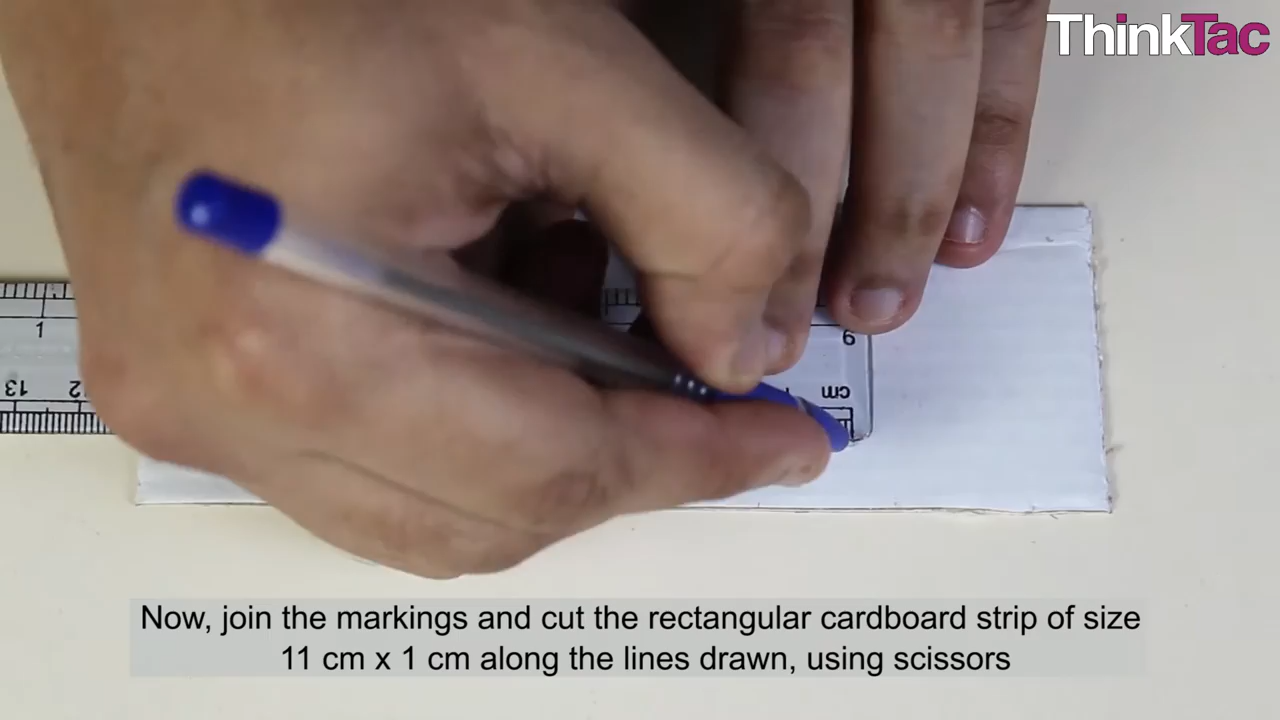 ThinkTac
1
9
13
2
cm
Now, join the markings and cut the rectangular cardboard strip of size
11 cm x 1 cm along the lines drawn, using scissors